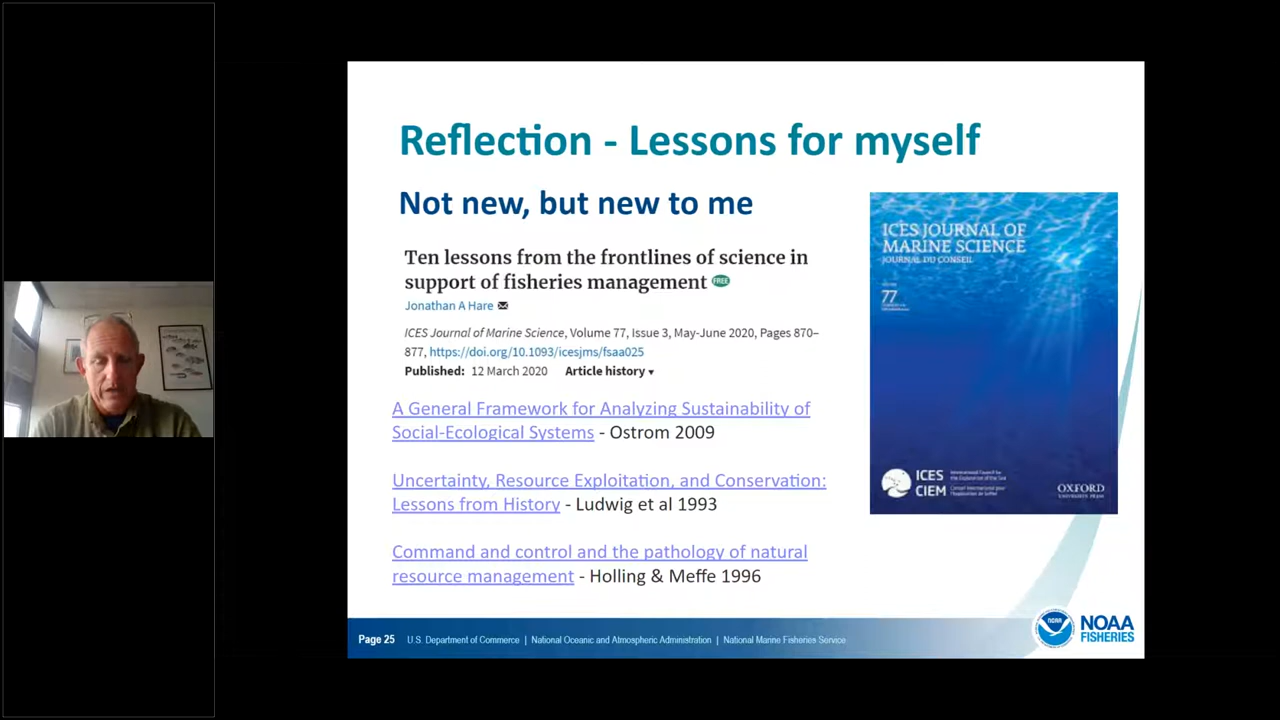 Reflection - Lessons for myself
Not new, but new to me
Ten lessons from the frontlines of science in
support of fisheries management FREE
Jonathan A Hare
ICES Journal of Marine Science, Volume 77, Issue 3, May-June 2020, Pages 870–
877, https://doi.org/10.1093/icesjms/fsaa025
Published: 12 March 2020 Article history
A General Framework for Analyzing Sustainability of
Social-Ecological Systems - Ostrom 2009
Uncertainty, Resource Exploitation, and Conservation:
Lessons from History - Ludwig et al 1993
Command and control and the pathology of natural
resource management - Holling & Meffe 1996
ICES JOURNAL OF
MARINE SCIENCE
JOURNAL DU CONSEIL
77
ICES
CIEM
International Council for
the Exploration of the Sea
Conseil International pour
l'Exploration de la Mer
OXFORD
UNIVERSITY PRESS
Page 25 U.S. Department of Commerce | National Oceanic and Atmospheric Administration | National Marine Fisheries Service
NOAA
NOAA
FISHERIES